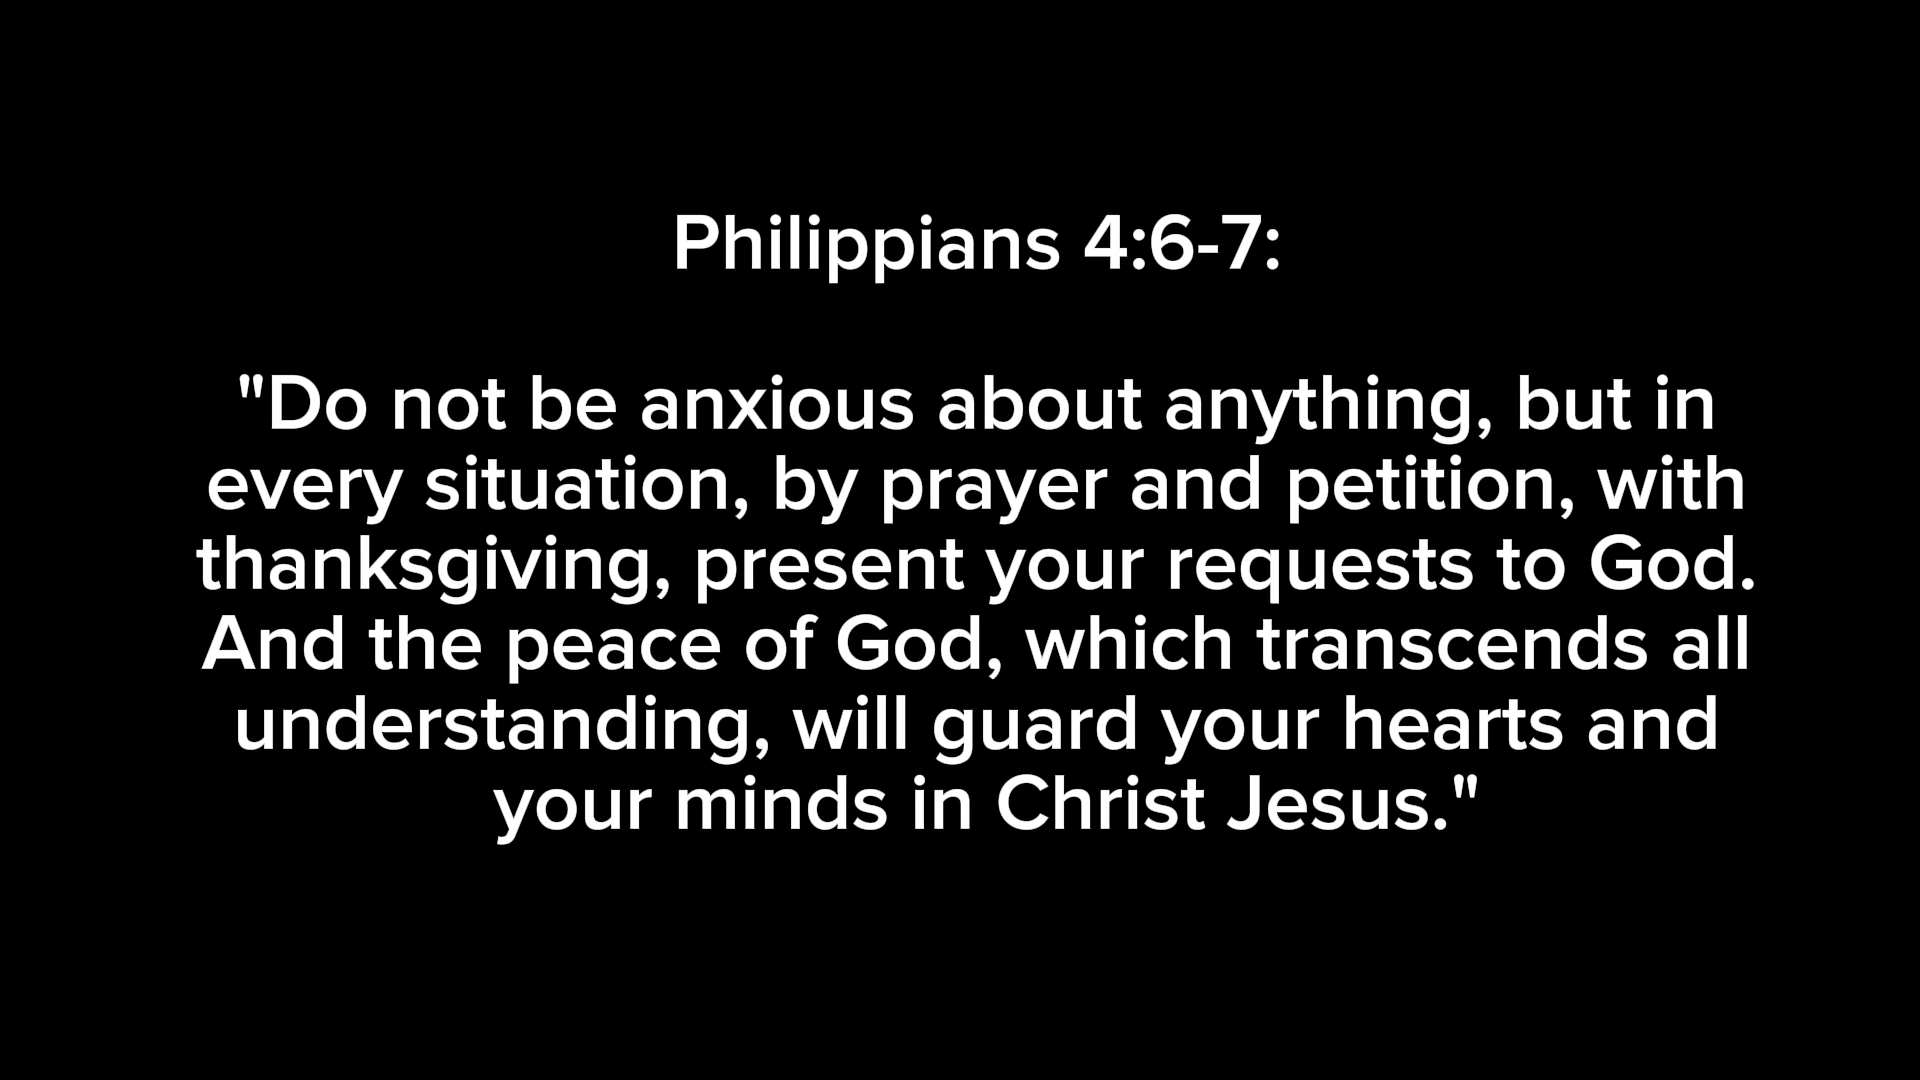 Philippians 4:6-7:
"Do not be anxious about anything, but in
every situation, by prayer and petition, with
thanksgiving, present your requests to God.
And the peace of God, which transcends all
understanding, will guard your hearts and
your minds in Christ Jesus."